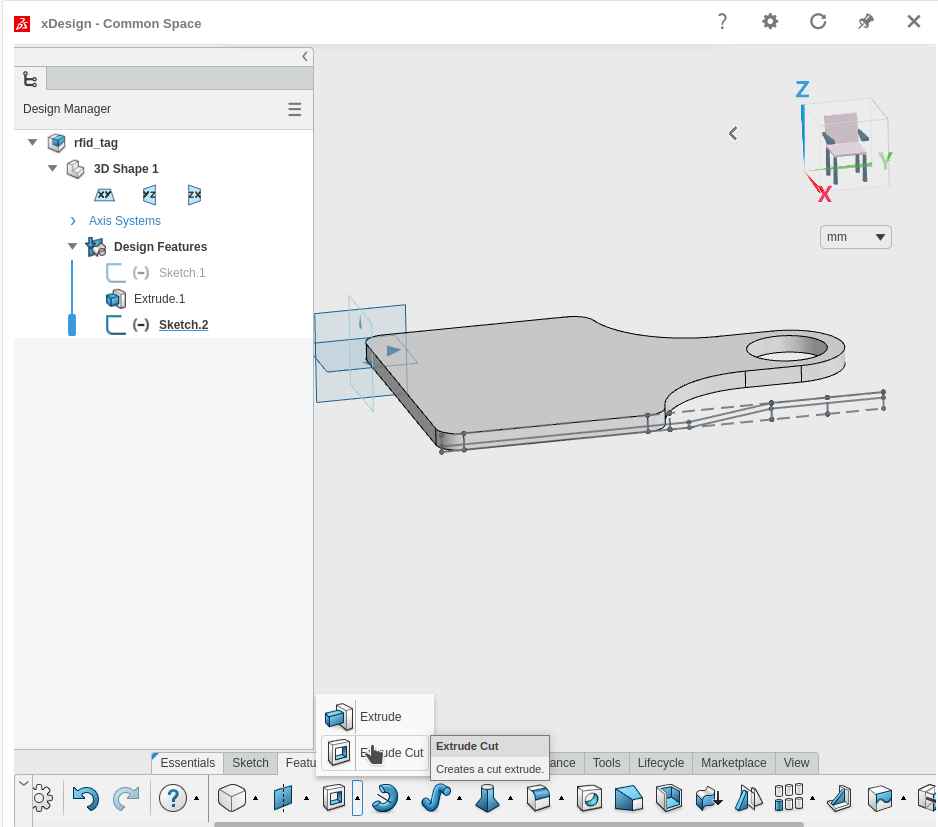 xDesign - Common Space
?
Design Manager
rfid_tag
3D Shape 1
XY YZ ZX
Axis Systems
Design Features
(–) Sketch.1
Extrude.1
(–) Sketch.2
Z
Y
X
mm
Extrude
Extrude Cut
Extrude Cut
Creates a cut extrude.
Essentials Sketch Featu ance Tools Lifecycle Marketplace View
?